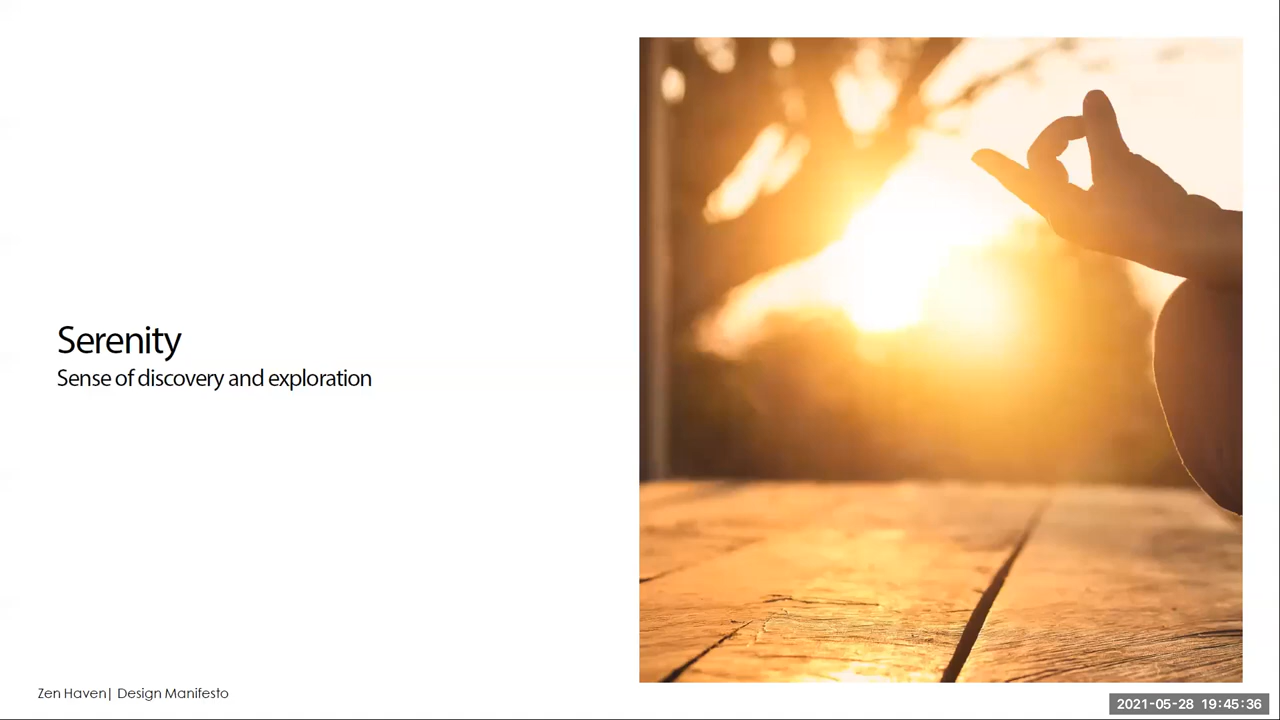 Serenity
Sense of discovery and exploration
Zen Haven| Design Manifesto
2021-05-28 19:45:36